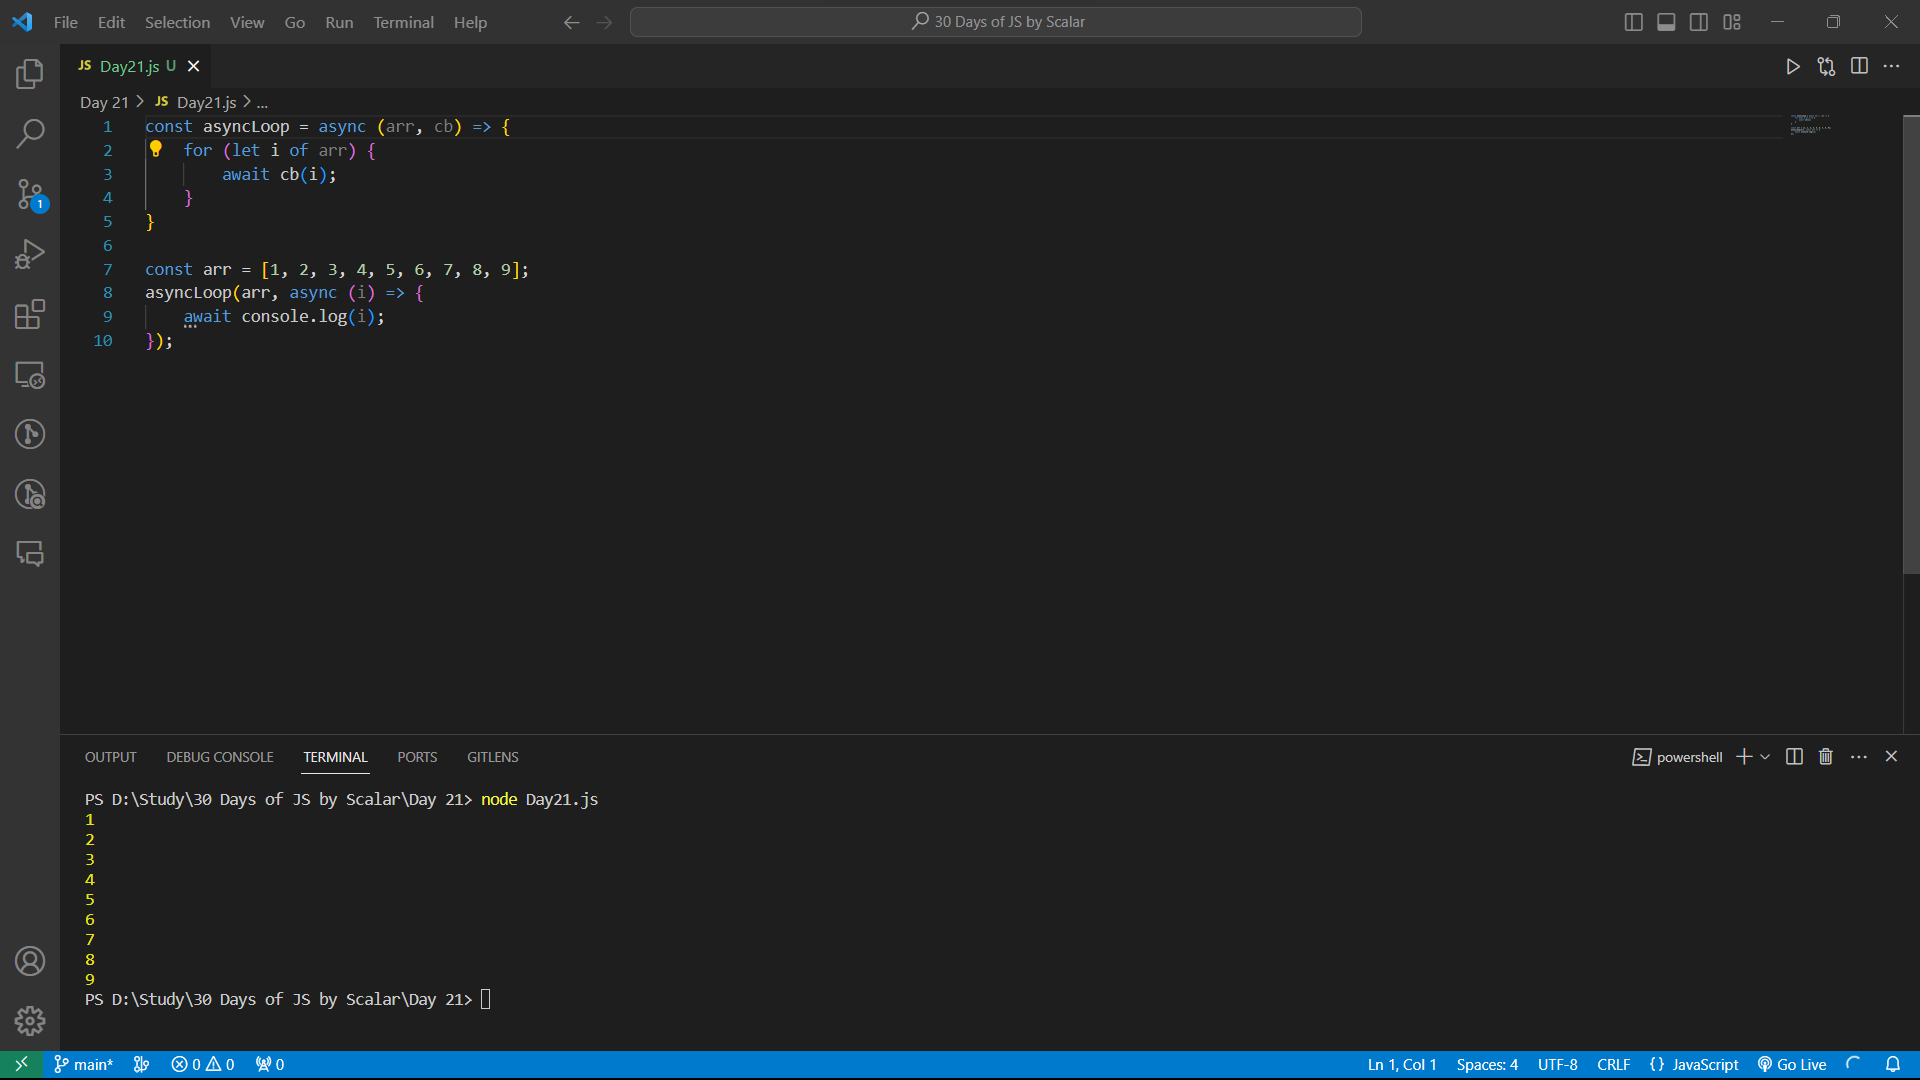 File Edit Selection View Go Run Terminal Help 30 Days of JS by Scalar
JS Day21.js U
Day 21 > JS Day21.js > ...
1 const asyncLoop = async (arr, cb) => {
2 for (let i of arr) {
3 await cb(i);
4 }
5 }
6
7 const arr = [1, 2, 3, 4, 5, 6, 7, 8, 9];
8 asyncLoop(arr, async (i) => {
9 await console.log(i);
10 });
1
OUTPUT DEBUG CONSOLE TERMINAL PORTS GITLENS powershell
PS D:\Study\30 Days of JS by Scalar\Day 21> node Day21.js
1
2
3
4
5
6
7
8
9
PS D:\Study\30 Days of JS by Scalar\Day 21>
main* 0 0 0 Ln 1, Col 1 Spaces: 4 UTF-8 CRLF {} JavaScript Go Live